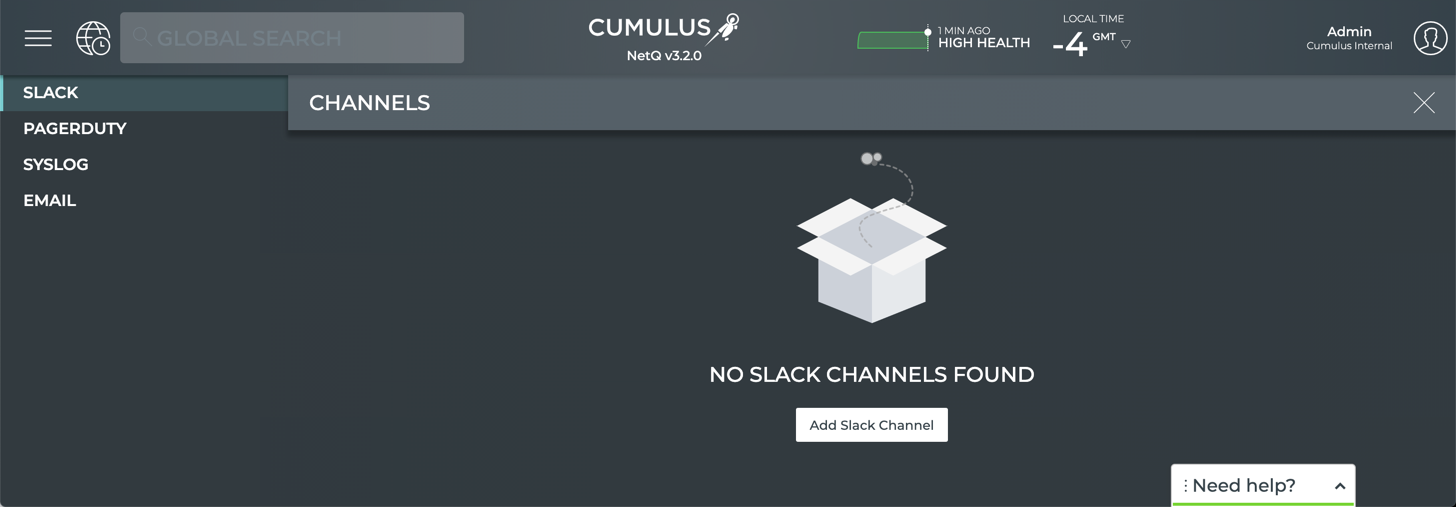 GLOBAL SEARCH
CUMULUS
NetQ v3.2.0
1 MIN AGO
HIGH HEALTH
LOCAL TIME
-4 GMT
Admin
Cumulus Internal
SLACK
PAGERDUTY
SYSLOG
EMAIL
CHANNELS
NO SLACK CHANNELS FOUND
Add Slack Channel
Need help?